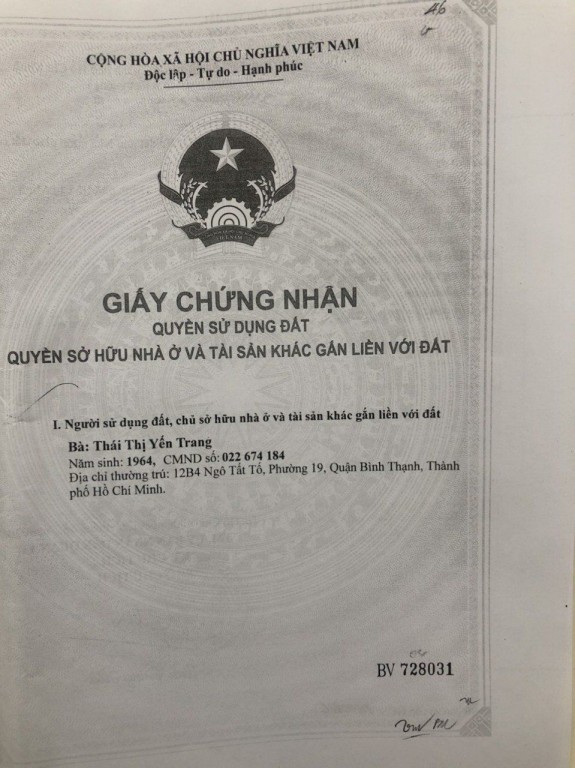 46
CỘNG HÒA XÃ HỘI CHỦ NGHĨA VIỆT NAM
Độc lập - Tự do - Hạnh phúc
GIẤY CHỨNG NHẬN
QUYỀN SỬ DỤNG ĐẤT
QUYỀN SỞ HỮU NHÀ Ở VÀ TÀI SẢN KHÁC GẮN LIỀN VỚI ĐẤT
I. Người sử dụng đất, chủ sở hữu nhà ở và tài sản khác gắn liền với đất
Bà: Thái Thị Yến Trang
Năm sinh: 1964, CMND số: 022 674 184
Địa chỉ thường trú: 12B4 Ngô Tất Tố, Phường 19, Quận Bình Thạnh, Thành
phố Hồ Chí Minh.
BV 728031